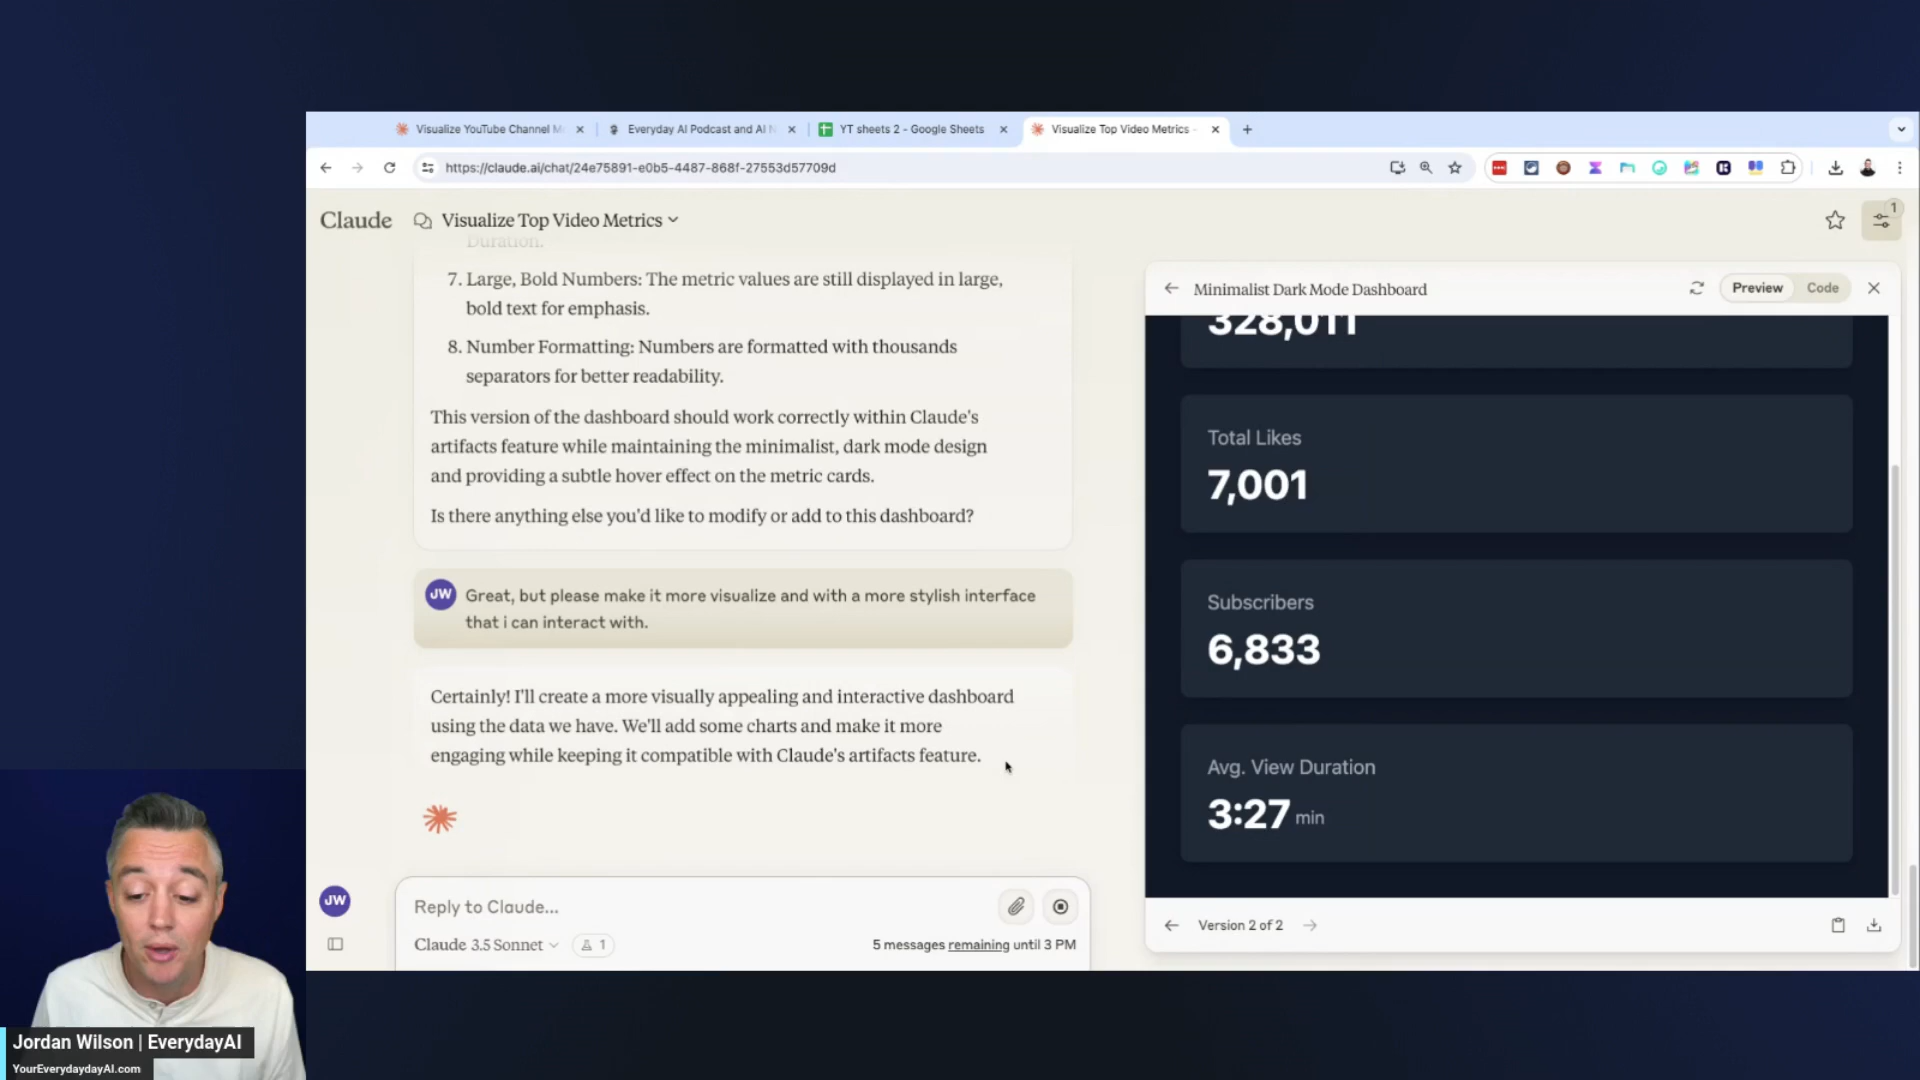 Visualize YouTube Channel M
Everyday AI Podcast and AI N
YT sheets 2 - Google Sheets
Visualize Top Video Metrics -
https://claude.ai/chat/24e75891-e0b5-4487-868f-27553d57709d
Claude
Visualize Top Video Metrics
1
Duration.
7. Large, Bold Numbers: The metric values are still displayed in large,
bold text for emphasis.
8. Number Formatting: Numbers are formatted with thousands
separators for better readability.
This version of the dashboard should work correctly within Claude's
artifacts feature while maintaining the minimalist, dark mode design
and providing a subtle hover effect on the metric cards.
Is there anything else you'd like to modify or add to this dashboard?
JW
Great, but please make it more visualize and with a more stylish interface
that i can interact with.
Certainly! I'll create a more visually appealing and interactive dashboard
using the data we have. We'll add some charts and make it more
engaging while keeping it compatible with Claude's artifacts feature.
JW
Reply to Claude...
Claude 3.5 Sonnet
1
5 messages remaining until 3 PM
Minimalist Dark Mode Dashboard
Preview
Code
328,011
Total Likes
7,001
Subscribers
6,833
Avg. View Duration
3:27 min
Version 2 of 2
Jordan Wilson | EverydayAI
YourEverydayAI.com